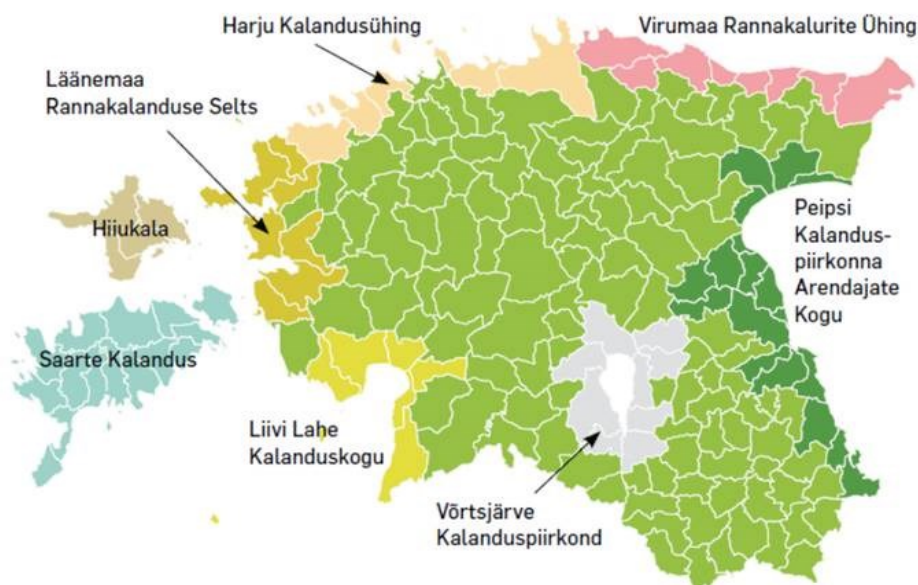 Harju Kalandusühing
Virumaa Rannakalurite Ühing
Läänemaa
Rannakalanduse Selts
Hiiukala
Peipsi
Kalandus-
piirkonna
Arendajate
Kogu
Saarte Kalandus
Liivi Lahe
Kalanduskogu
Võrtsjärve
Kalanduspiirkond